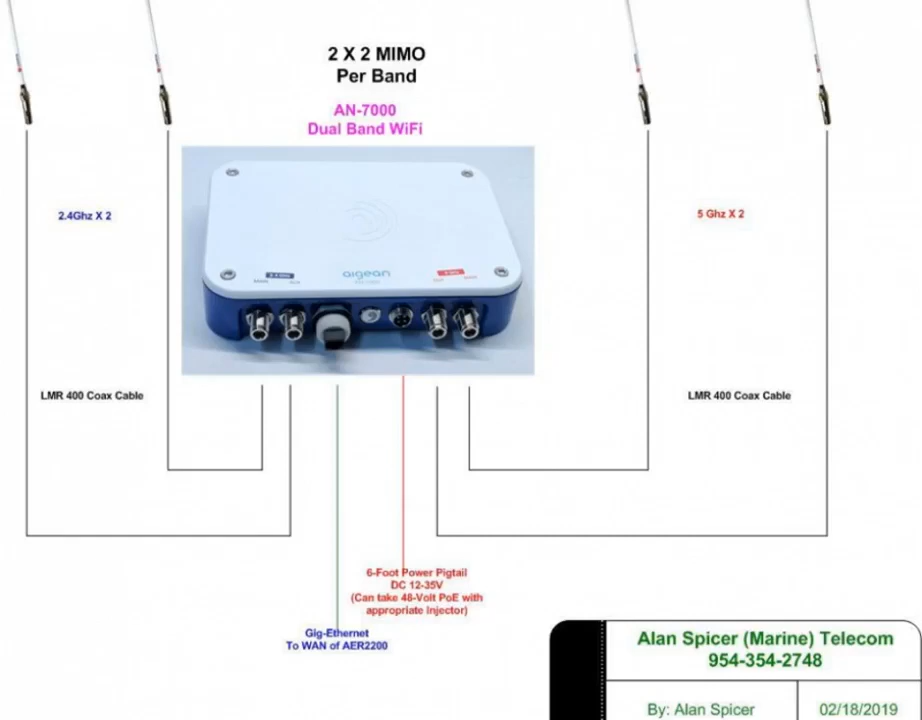 2 X 2 MIMO
Per Band
AN-7000
Dual Band WiFi
2.4Ghz X 2
5 Ghz X 2
aigean
LMR 400 Coax Cable
LMR 400 Coax Cable
6-Foot Power Pigtail
DC 12-35V
(Can take 48-Volt PoE with
appropriate Injector)
Gig-Ethernet
To WAN of AER2200
Alan Spicer (Marine) Telecom
954-354-2748
By: Alan Spicer
02/18/2019